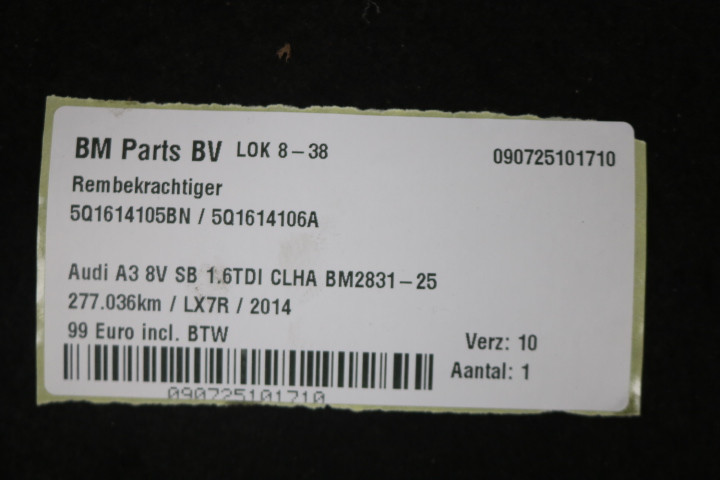 BM Parts BV LOK 8-38 090725101710
Rembekrachtiger
5Q1614105BN / 5Q1614106A
Audi A3 8V SB 1.6TDI CLHA BM2831-25
277.036km / LX7R / 2014
99 Euro incl. BTW
Verz: 10
Aantal: 1
090725101710